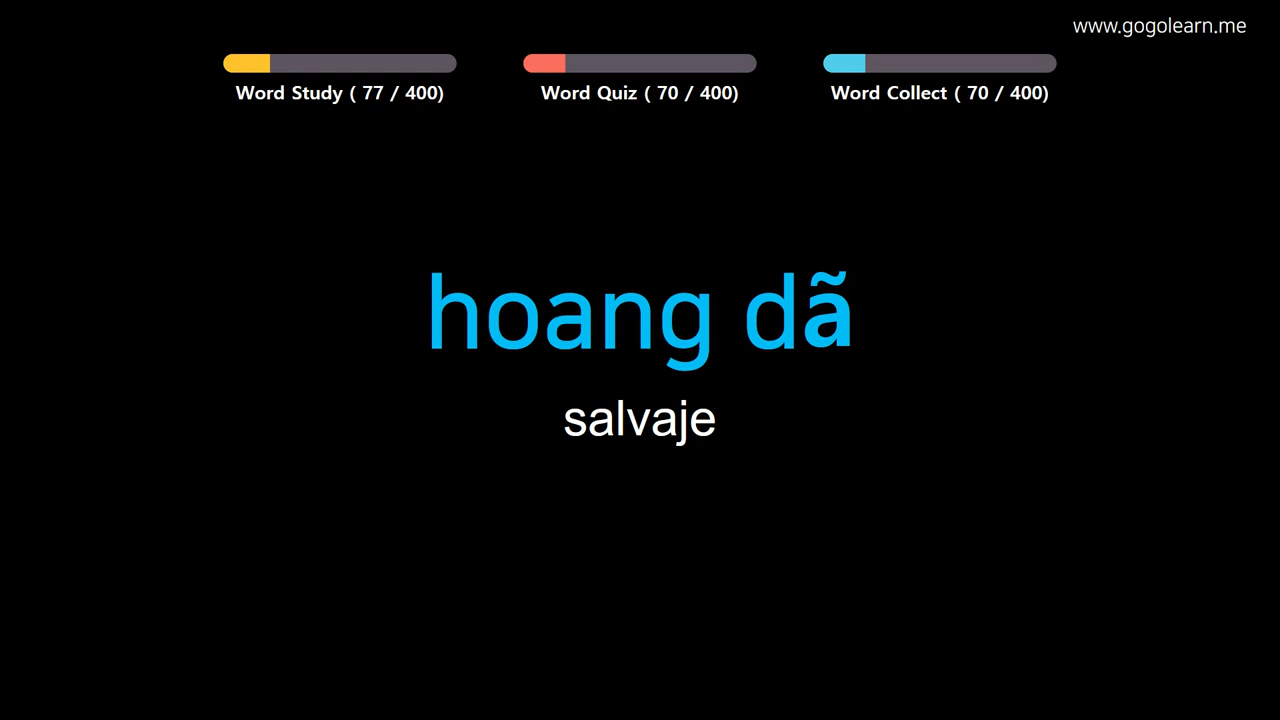 www.gogolearn.me
Word Study ( 77 / 400)
Word Quiz ( 70 / 400)
Word Collect ( 70 / 400)
hoang dã
salvaje